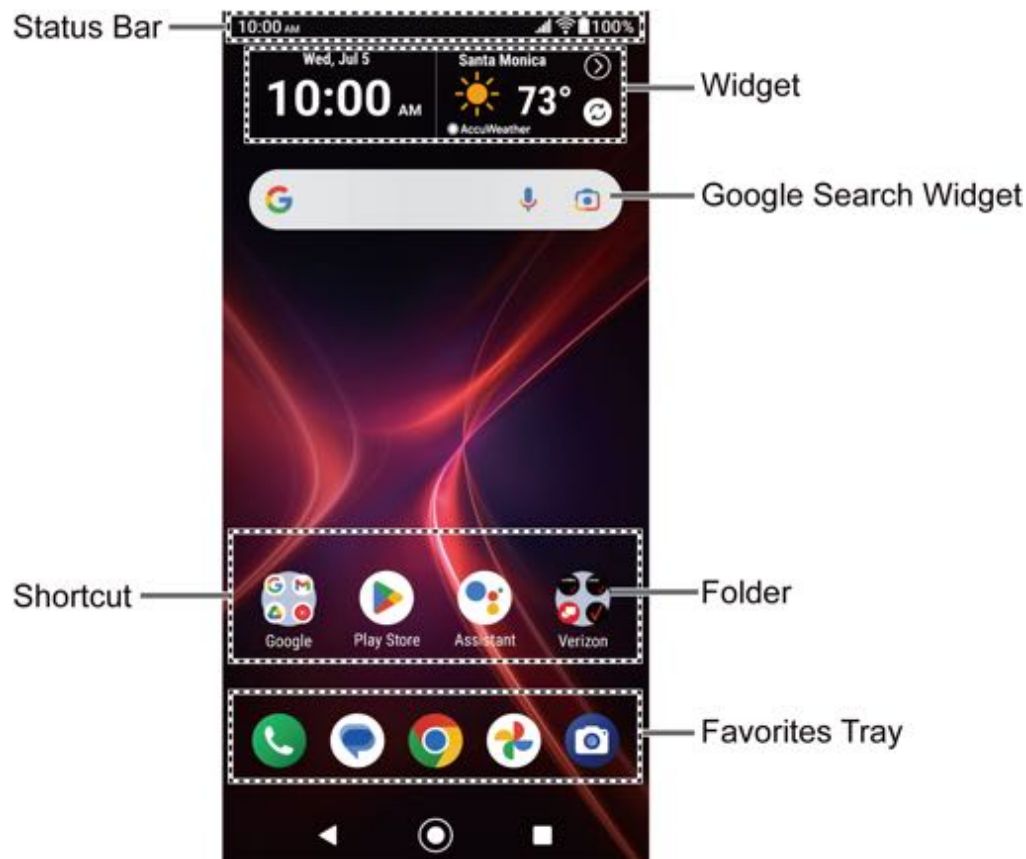 Status Bar
10:00 AM
100%
Wed, Jul 5
10:00 AM
Santa Monica
73°
AccuWeather
Widget
Google Search Widget
Shortcut
Google
Play Store
Assistant
Verizon
Folder
Favorites Tray